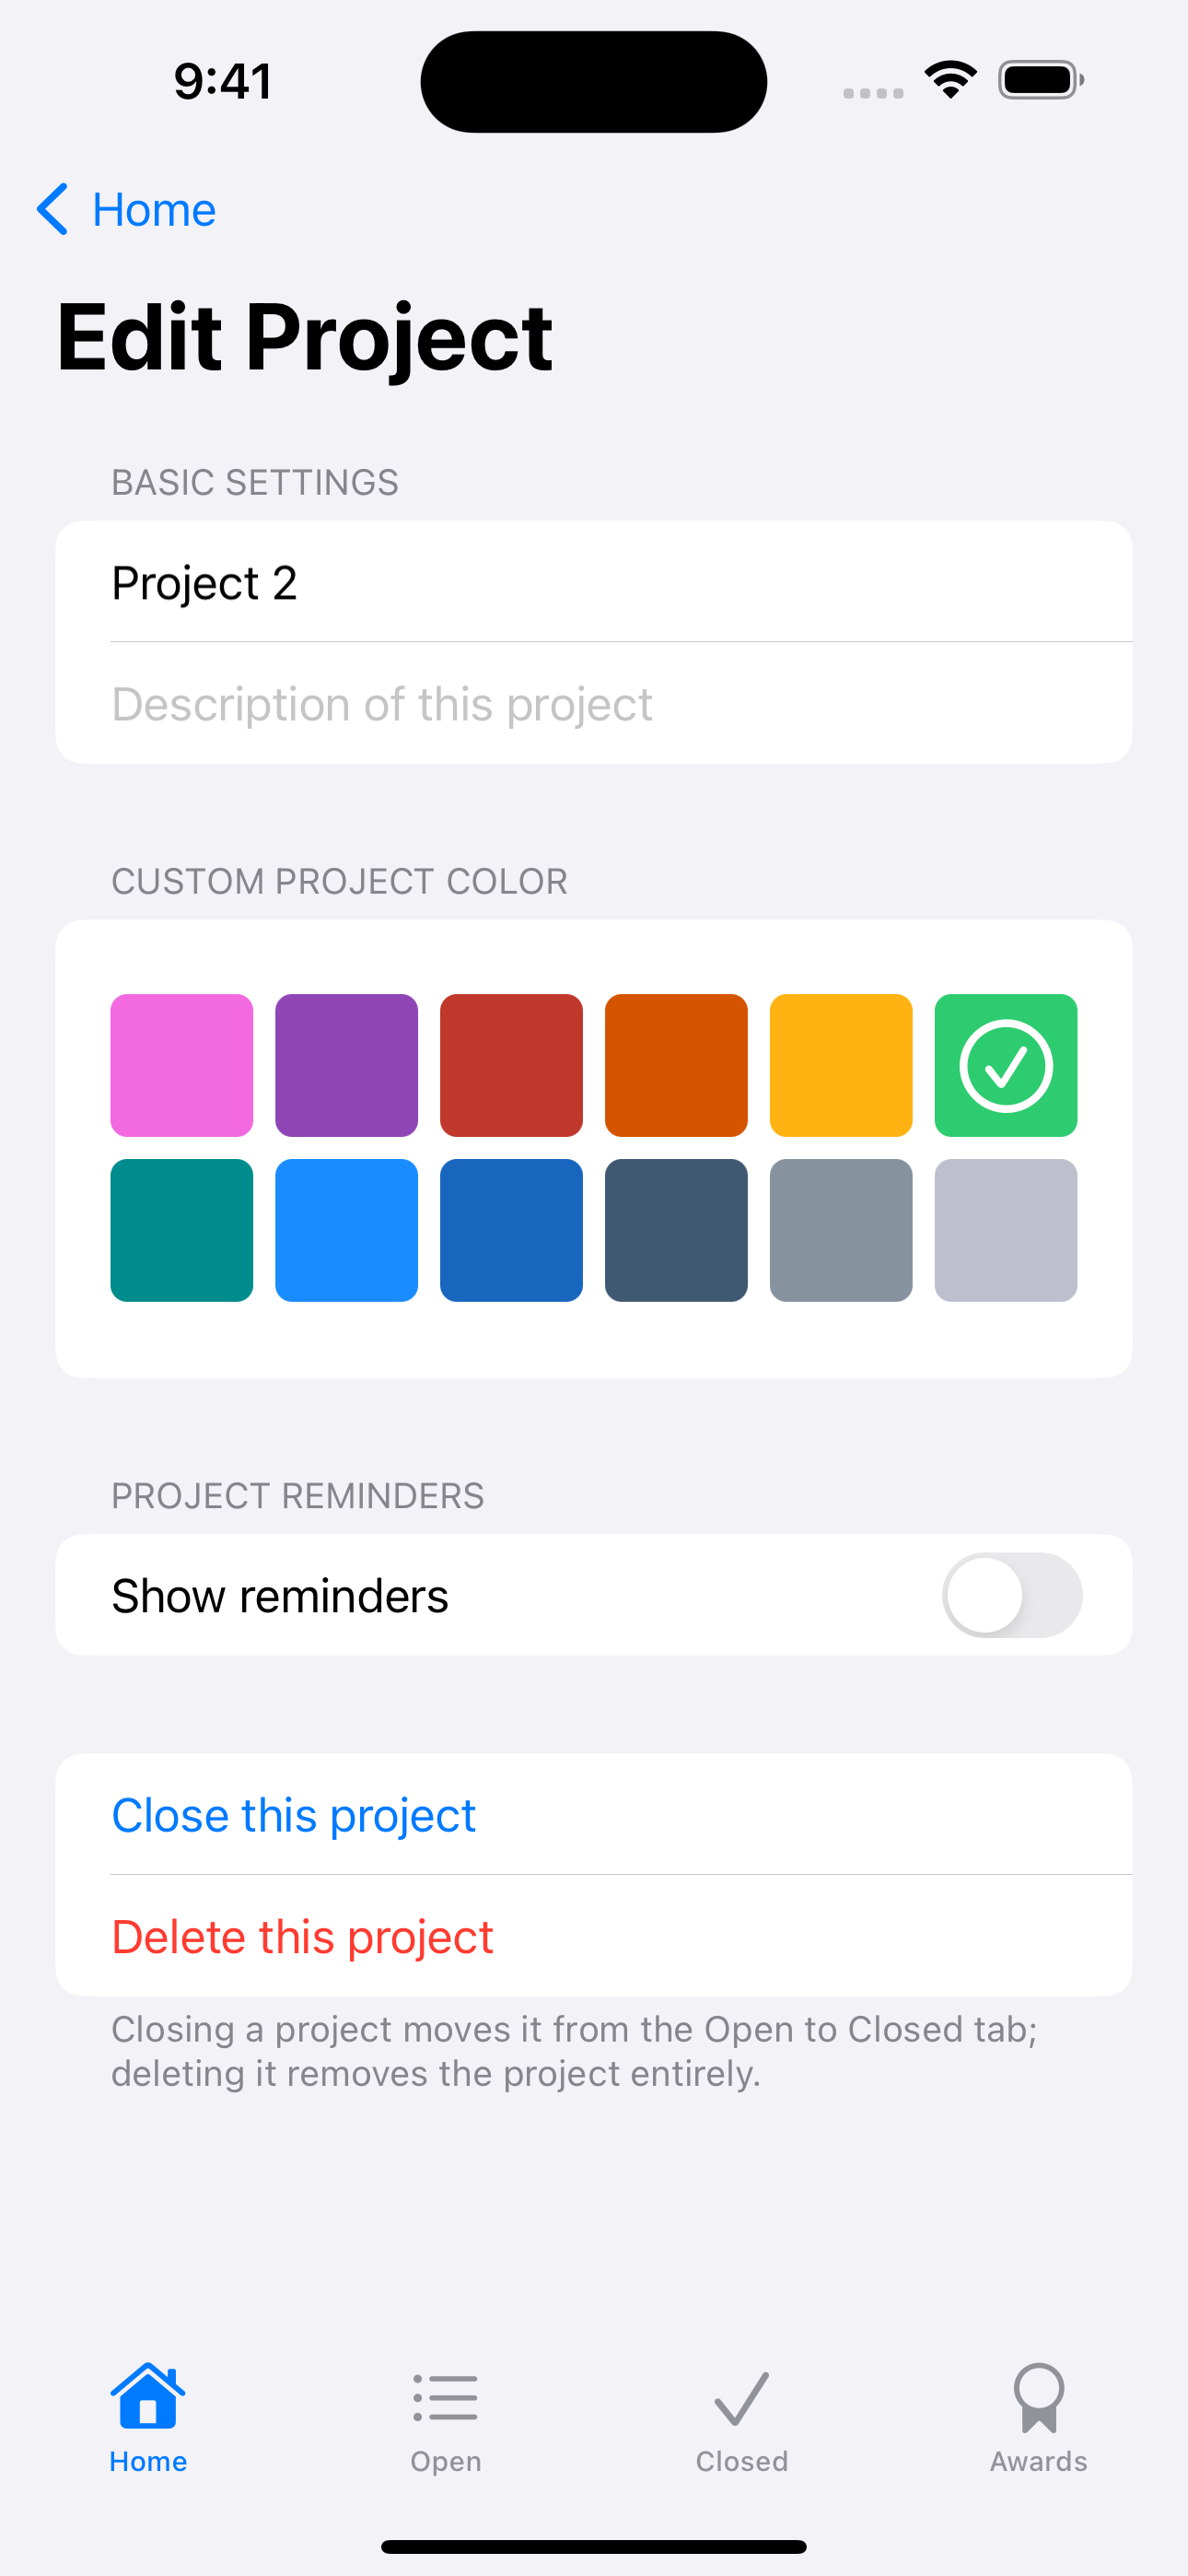 9:41
Home
Edit Project
BASIC SETTINGS
Project 2
Description of this project
CUSTOM PROJECT COLOR
PROJECT REMINDERS
Show reminders
Close this project
Delete this project
Closing a project moves it from the Open to Closed tab;
deleting it removes the project entirely.
Home
Open
Closed
Awards